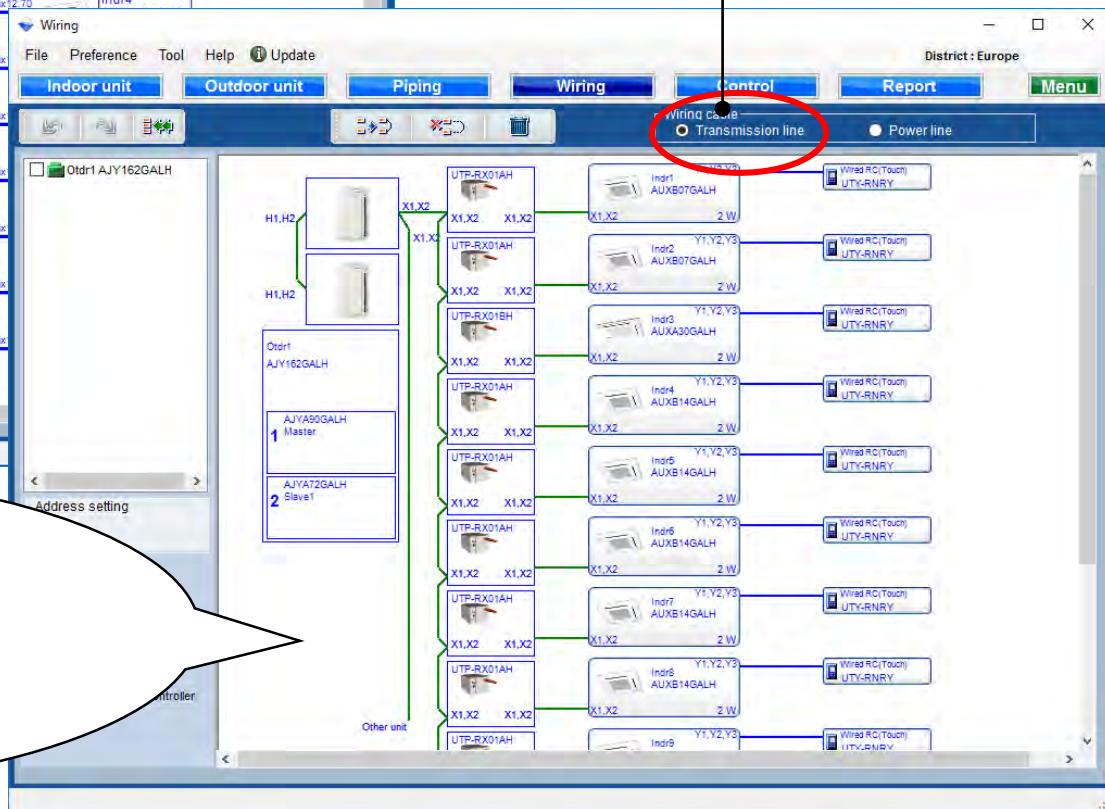 12.70
Indr4
Wiring
File Preference Tool Help Update
District : Europe
Indoor unit Outdoor unit Piping Wiring Control Report Menu
Wiring cable
Transmission line Power line
Otdr1 AJY162GALH
Address setting
ntroller
H1,H2
H1,H2
X1,X2
X1,X2
Otdr1
AJY162GALH
AJYA90GALH
1 Master
AJYA72GALH
2 Slave1
Other unit
UTP-RX01AH
X1,X2 X1,X2
Indr1
AUXB07GALH
Y1,Y2,Y3
X1,X2 2 W
Wired RC(Touch)
UTY-RNRY
UTP-RX01AH
X1,X2 X1,X2
Indr2
AUXB07GALH
Y1,Y2,Y3
X1,X2 2 W
Wired RC(Touch)
UTY-RNRY
UTP-RX01BH
X1,X2 X1,X2
Indr3
AUXA30GALH
Y1,Y2,Y3
X1,X2 2 W
Wired RC(Touch)
UTY-RNRY
UTP-RX01AH
X1,X2 X1,X2
Indr4
AUXB14GALH
Y1,Y2,Y3
X1,X2 2 W
Wired RC(Touch)
UTY-RNRY
UTP-RX01AH
X1,X2 X1,X2
Indr5
AUXB14GALH
Y1,Y2,Y3
X1,X2 2 W
Wired RC(Touch)
UTY-RNRY
UTP-RX01AH
X1,X2 X1,X2
Indr6
AUXB14GALH
Y1,Y2,Y3
X1,X2 2 W
Wired RC(Touch)
UTY-RNRY
UTP-RX01AH
X1,X2 X1,X2
Indr7
AUXB14GALH
Y1,Y2,Y3
X1,X2 2 W
Wired RC(Touch)
UTY-RNRY
UTP-RX01AH
X1,X2 X1,X2
Indr8
AUXB14GALH
Y1,Y2,Y3
X1,X2 2 W
Wired RC(Touch)
UTY-RNRY
UTP-RX01AH
Indr9
Y1,Y2,Y3
Wired RC(Touch)
UTY-RNRY